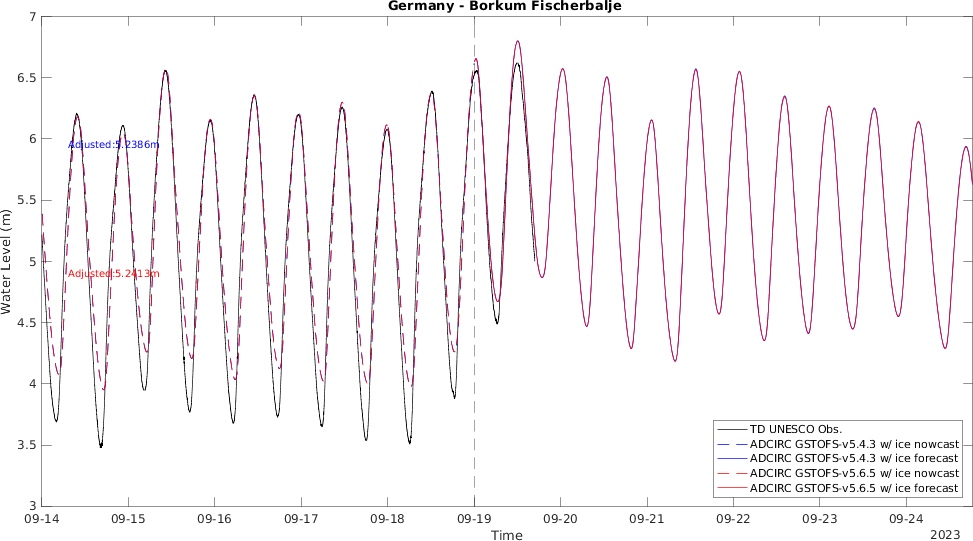 Germany - Borkum Fischerbalje
7
6.5
6
5.5
5
4.5
4
3.5
3
Water Level (m)
Adjusted:5.2386m
Adjusted:5.2413m
TD UNESCO Obs.
ADCIRC GSTOFS-v5.4.3 w/ ice nowcast
ADCIRC GSTOFS-v5.4.3 w/ ice forecast
ADCIRC GSTOFS-v5.6.5 w/ ice nowcast
ADCIRC GSTOFS-v5.6.5 w/ ice forecast
09-14 09-15 09-16 09-17 09-18 09-19 09-20 09-21 09-22 09-23 09-24
Time
2023